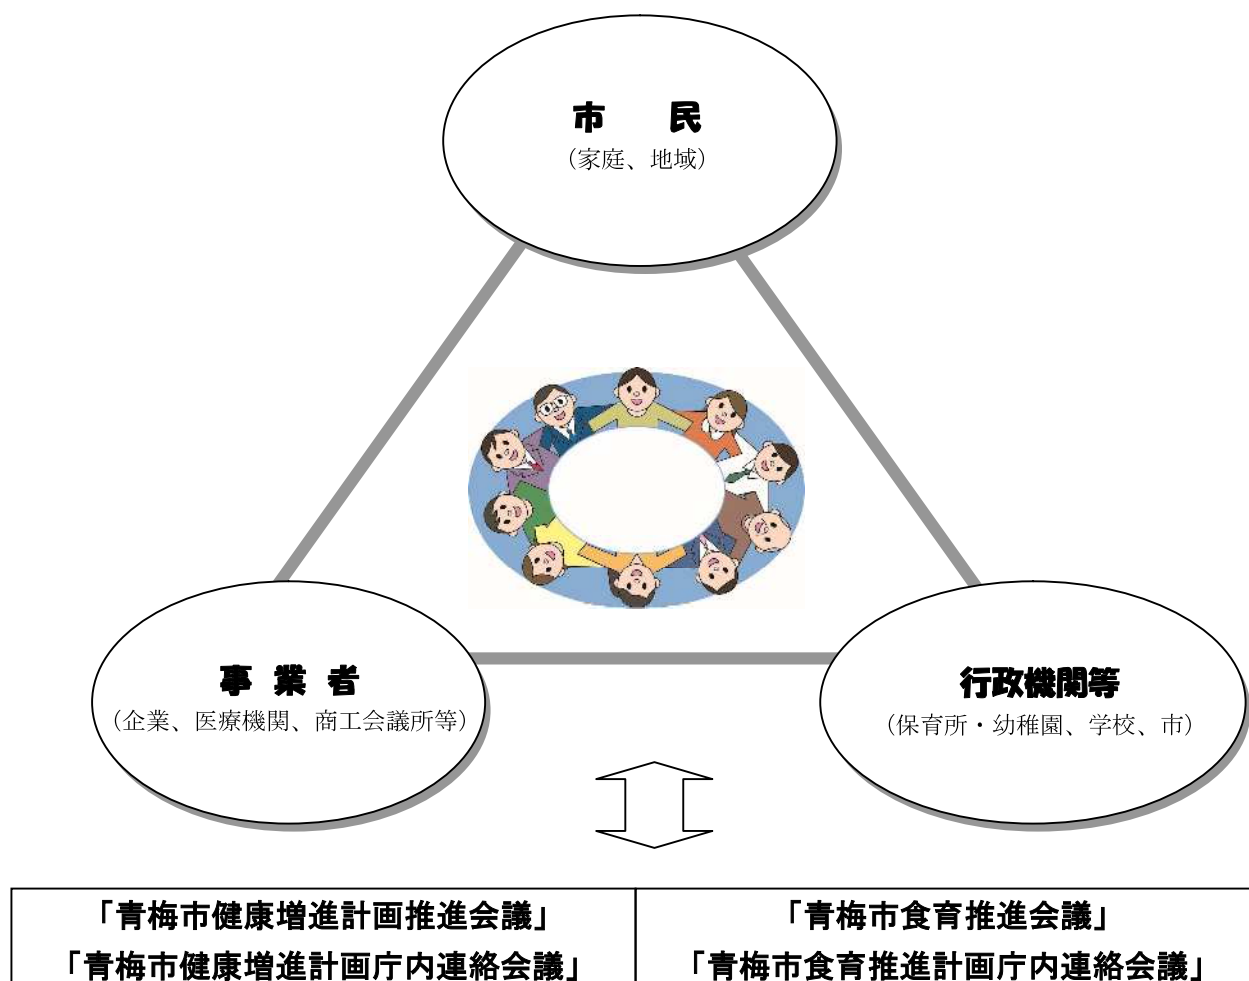 市　民
（家庭、地域）
事 業 者
（企業、医療機関、商工会議所等）
行政機関等
（保育所・幼稚園、学校、市）
「青梅市健康増進計画推進会議」
「青梅市健康増進計画庁内連絡会議」
「青梅市食育推進会議」
「青梅市食育推進計画庁内連絡会議」